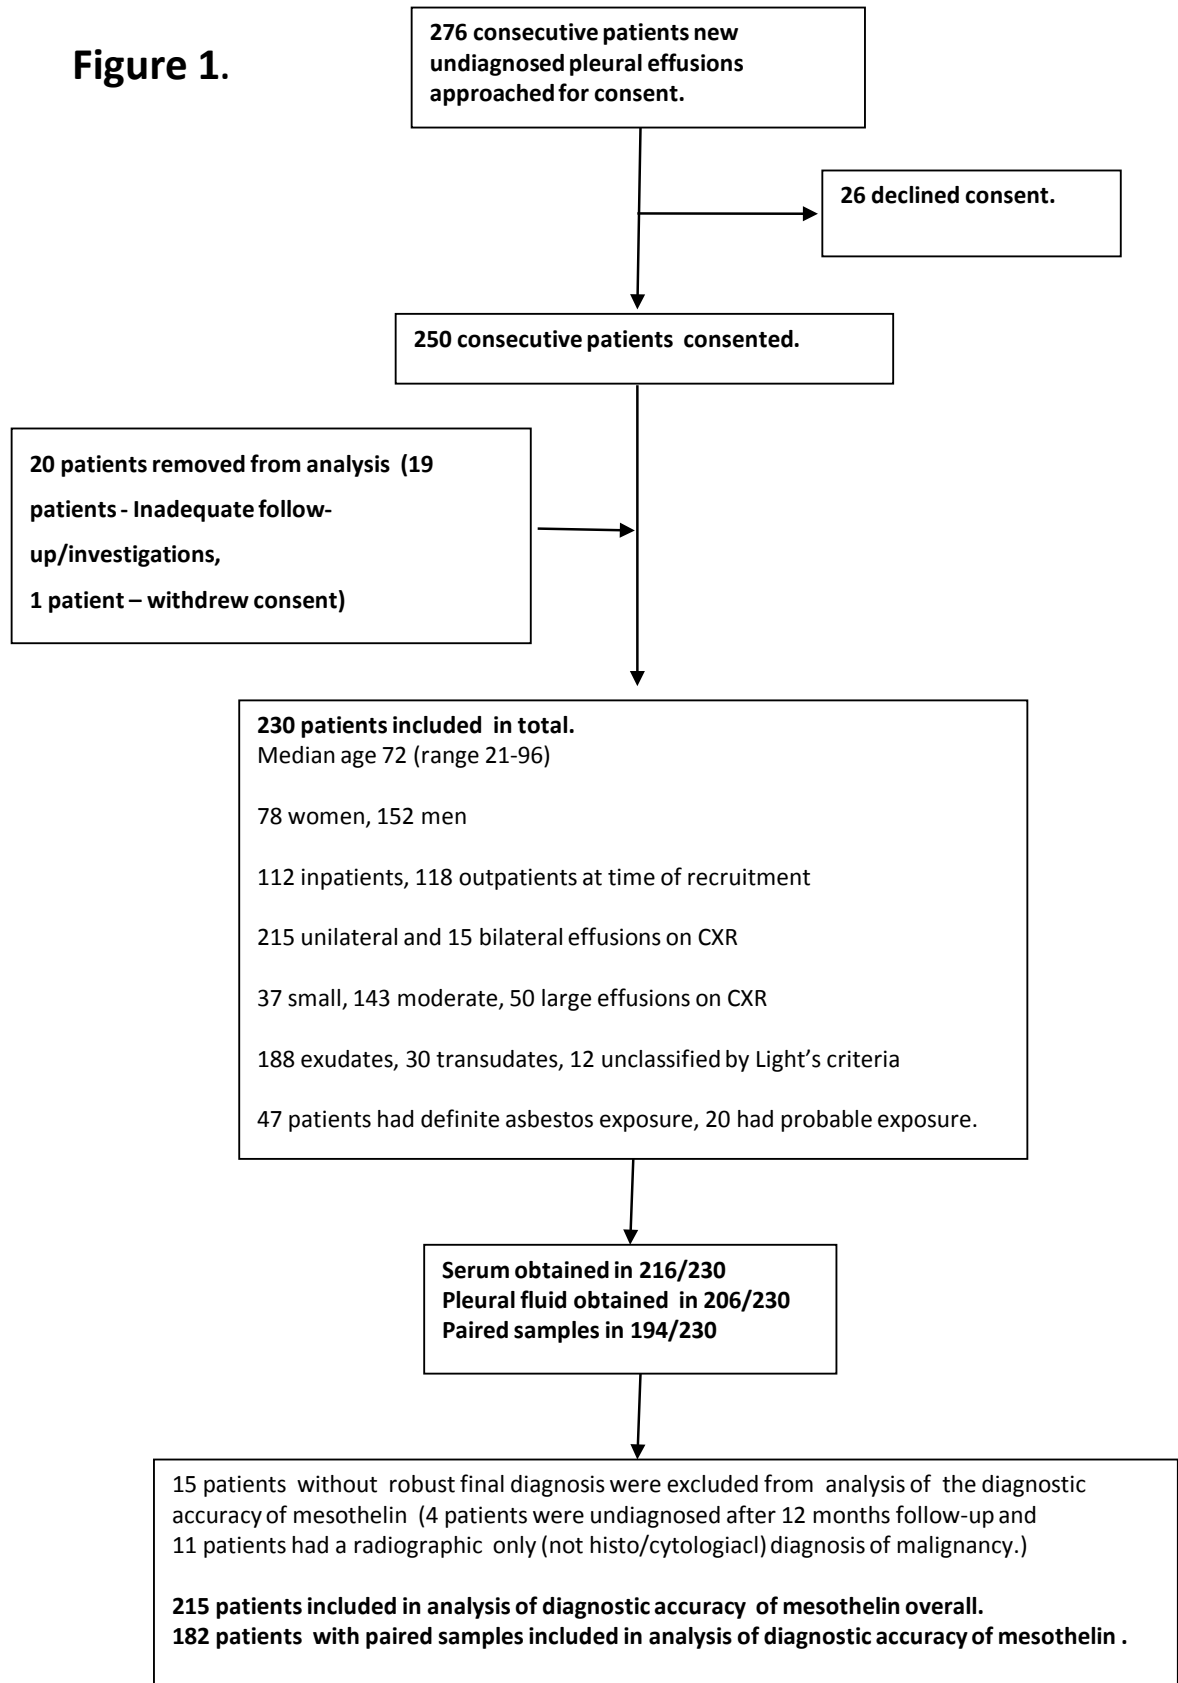 Figure 1.
276 consecutive patients new
undiagnosed pleural effusions
approached for consent.
26 declined consent.
250 consecutive patients consented.
20 patients removed from analysis (19
patients - Inadequate follow-
up/investigations,
1 patient – withdrew consent)
230 patients included in total.
Median age 72 (range 21-96)
78 women, 152 men
112 inpatients, 118 outpatients at time of recruitment
215 unilateral and 15 bilateral effusions on CXR
37 small, 143 moderate, 50 large effusions on CXR
188 exudates, 30 transudates, 12 unclassified by Light’s criteria
47 patients had definite asbestos exposure, 20 had probable exposure.
Serum obtained in 216/230
Pleural fluid obtained in 206/230
Paired samples in 194/230
15 patients without robust final diagnosis were excluded from analysis of the diagnostic
accuracy of mesothelin (4 patients were undiagnosed after 12 months follow-up and
11 patients had a radiographic only (not histo/cytologiacl) diagnosis of malignancy.)
215 patients included in analysis of diagnostic accuracy of mesothelin overall.
182 patients with paired samples included in analysis of diagnostic accuracy of mesothelin .